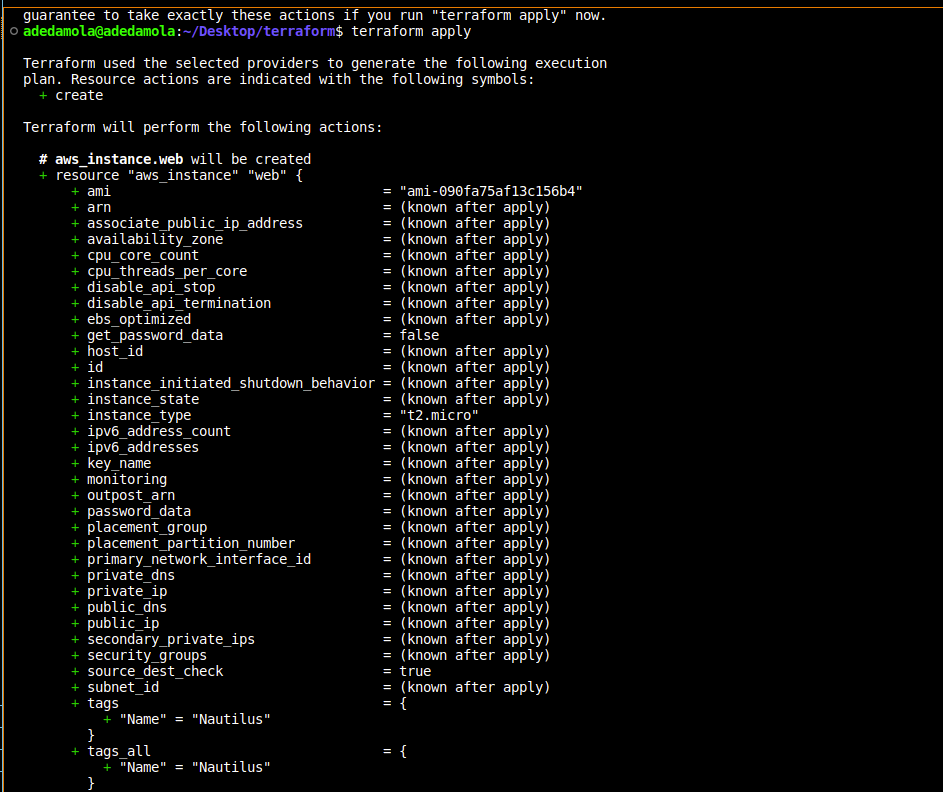 guarantee to take exactly these actions if you run "terraform apply" now.
adedamola@adedamola:~/Desktop/terraform$ terraform apply
Terraform used the selected providers to generate the following execution
plan. Resource actions are indicated with the following symbols:
+ create
Terraform will perform the following actions:
# aws_instance.web will be created
+ resource "aws_instance" "web" {
+ ami = "ami-090fa75af13c156b4"
+ arn = (known after apply)
+ associate_public_ip_address = (known after apply)
+ availability_zone = (known after apply)
+ cpu_core_count = (known after apply)
+ cpu_threads_per_core = (known after apply)
+ disable_api_stop = (known after apply)
+ disable_api_termination = (known after apply)
+ ebs_optimized = (known after apply)
+ get_password_data = false
+ host_id = (known after apply)
+ id = (known after apply)
+ instance_initiated_shutdown_behavior = (known after apply)
+ instance_state = (known after apply)
+ instance_type = "t2.micro"
+ ipv6_address_count = (known after apply)
+ ipv6_addresses = (known after apply)
+ key_name = (known after apply)
+ monitoring = (known after apply)
+ outpost_arn = (known after apply)
+ password_data = (known after apply)
+ placement_group = (known after apply)
+ placement_partition_number = (known after apply)
+ primary_network_interface_id = (known after apply)
+ private_dns = (known after apply)
+ private_ip = (known after apply)
+ public_dns = (known after apply)
+ public_ip = (known after apply)
+ secondary_private_ips = (known after apply)
+ security_groups = (known after apply)
+ source_dest_check = true
+ subnet_id = (known after apply)
+ tags = {
+ "Name" = "Nautilus"
}
+ tags_all = {
+ "Name" = "Nautilus"
}